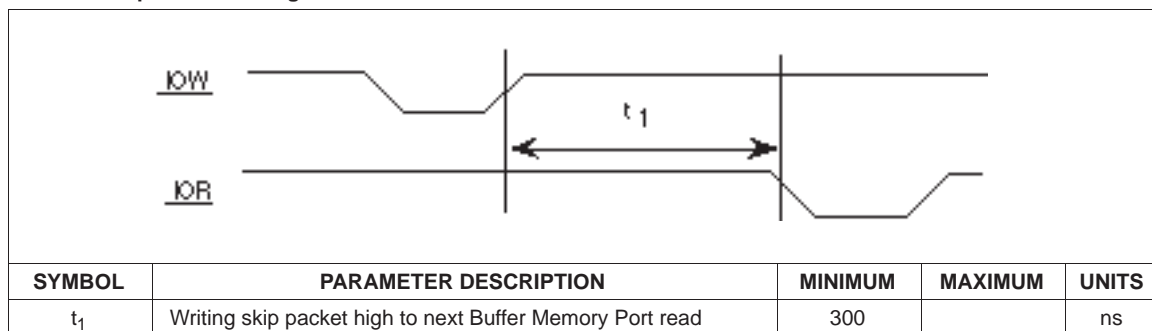 IOW
t1
IOR
SYMBOL PARAMETER DESCRIPTION MINIMUM MAXIMUM UNITS
t1 Writing skip packet high to next Buffer Memory Port read 300 ns